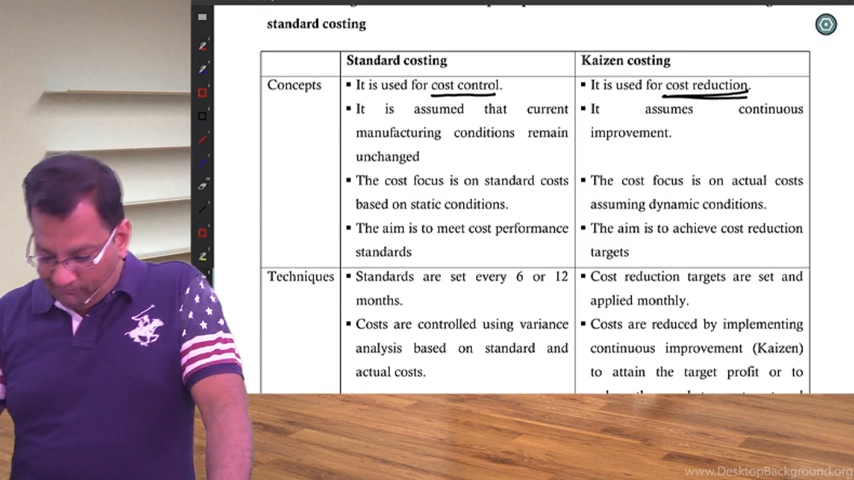 standard costing
Standard costing
Kaizen costing
Concepts
▪ It is used for cost control.
▪ It is assumed that current
manufacturing conditions remain
unchanged
▪ The cost focus is on standard costs
based on static conditions.
▪ The aim is to meet cost performance
standards
▪ It is used for cost reduction.
▪ It assumes continuous
improvement.
▪ The cost focus is on actual costs
assuming dynamic conditions.
▪ The aim is to achieve cost reduction
targets
Techniques
▪ Standards are set every 6 or 12
months.
▪ Costs are controlled using variance
analysis based on standard and
actual costs.
▪ Cost reduction targets are set and
applied monthly.
▪ Costs are reduced by implementing
continuous improvement (Kaizen)
to attain the target profit or to
www.DesktopBackground.org